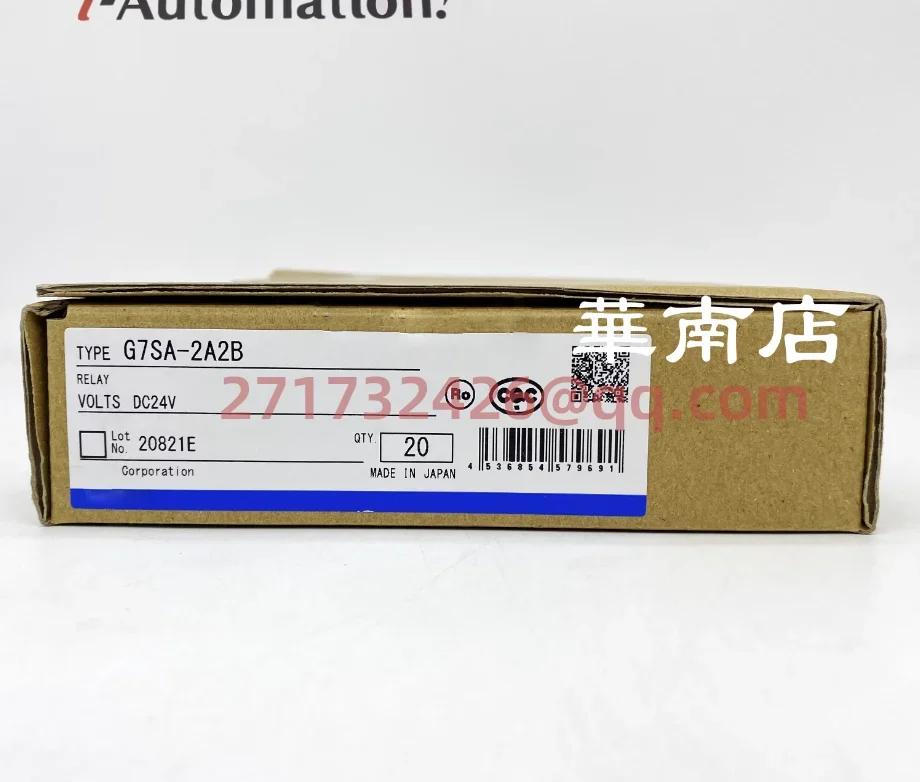 i-Automation!
華南店
TYPE G7SA-2A2B
RELAY
VOLTS DC24V
271732426@qq.com
Lot No. 20821E
QTY. 20
Corporation
MADE IN JAPAN
4 536854 579691